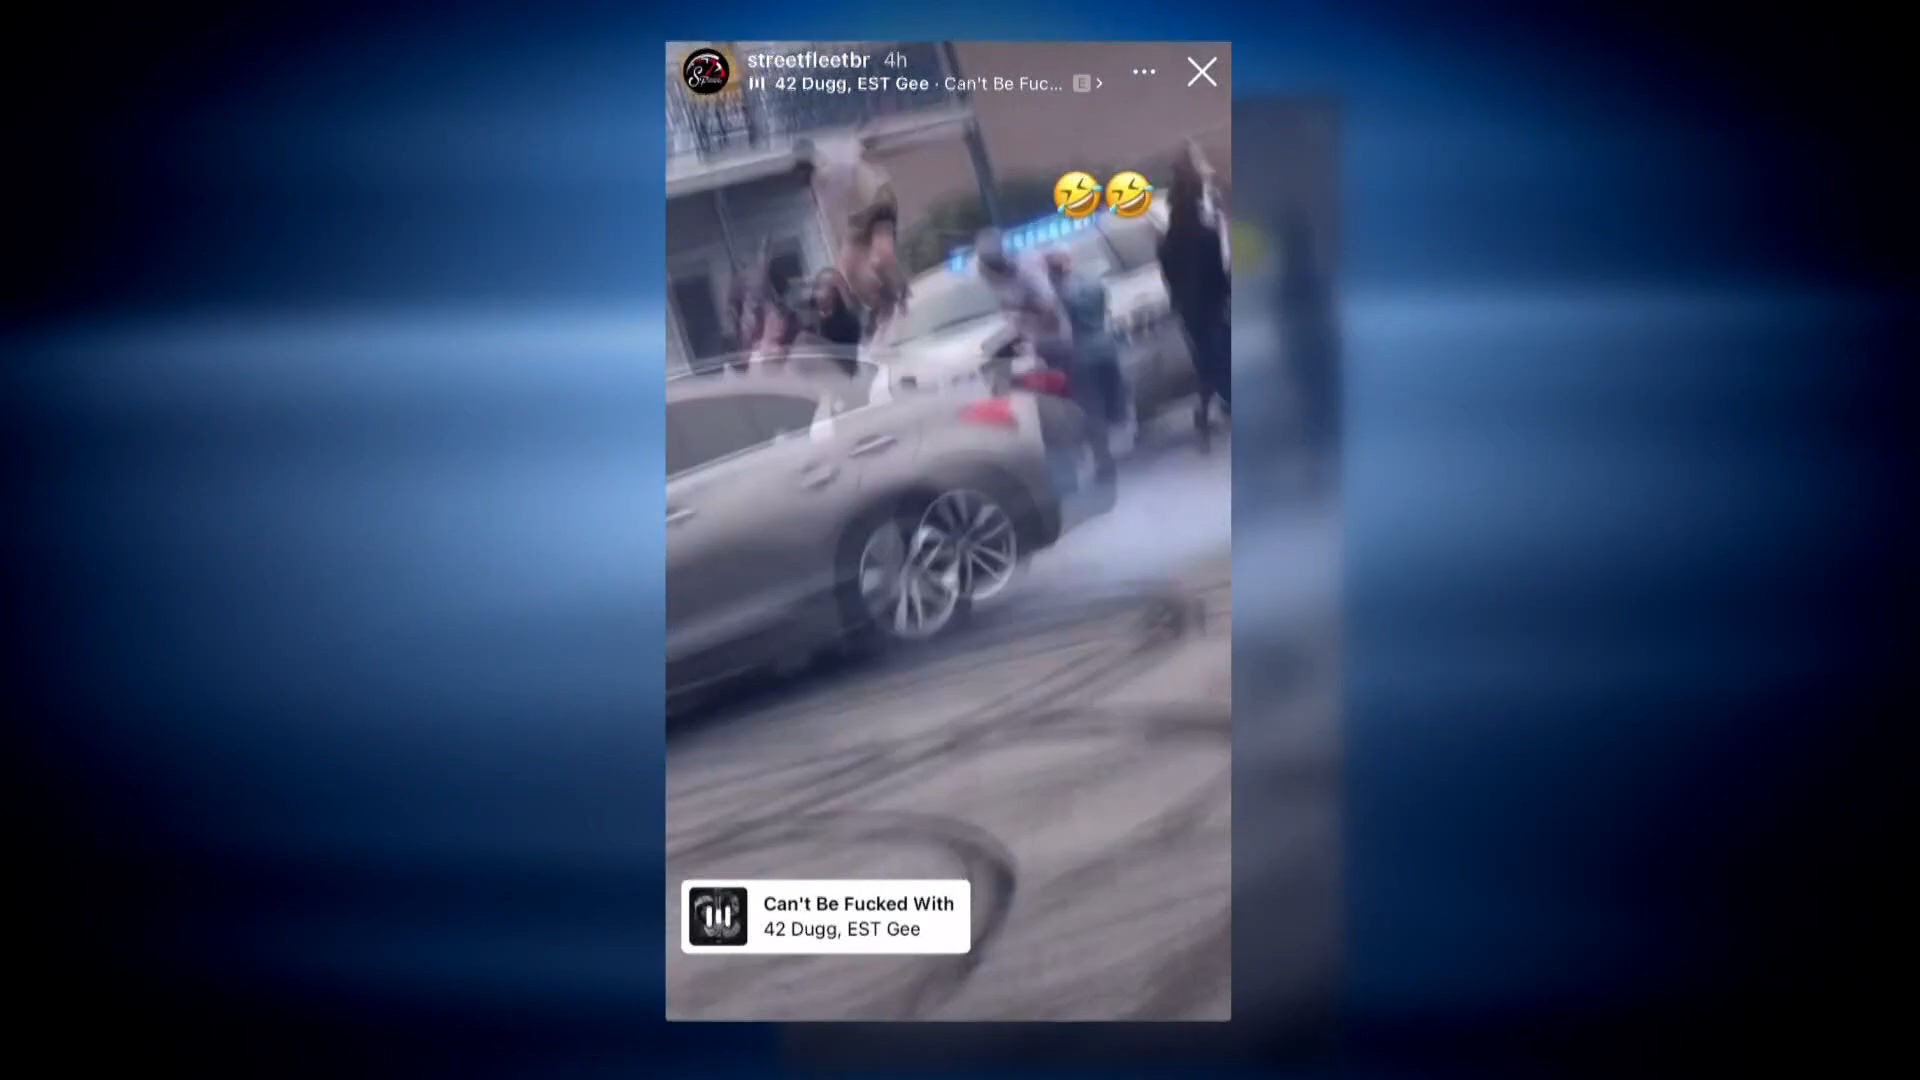 streetfleetbr 4h
42 Dugg, EST Gee · Can't Be Fuc... E >
Can't Be Fucked With
42 Dugg, EST Gee